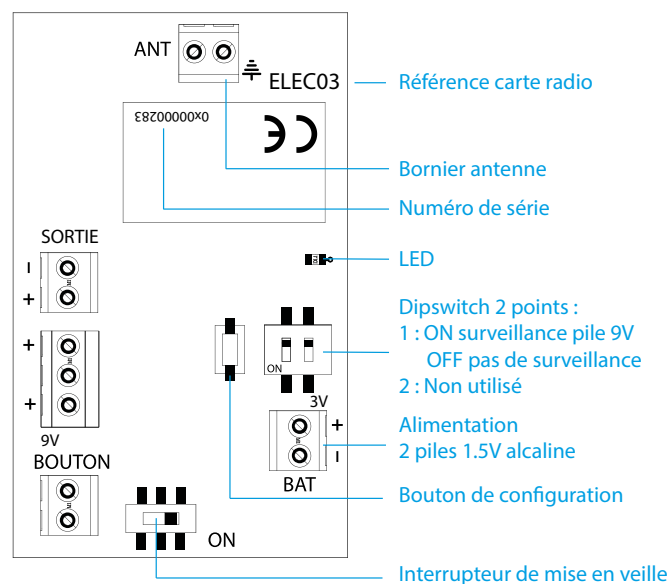 ANT
ELEC03
Référence carte radio
0x00000283
CE
Bornier antenne
Numéro de série
SORTIE
–
+
LED
Dipswitch 2 points :
1 : ON surveillance pile 9V
OFF pas de surveillance
2 : Non utilisé
ON
+
+
9V
3V
+
–
BAT
Alimentation
2 piles 1.5V alcaline
BOUTON
Bouton de configuration
ON
Interrupteur de mise en veille